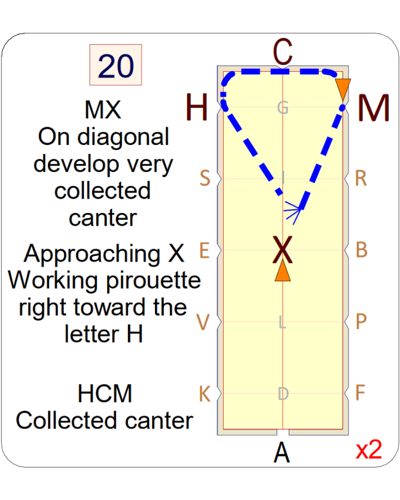 20
C
MX
On diagonal
develop very
collected
canter
H G M
S I R
Approaching X
Working pirouette
right toward the
letter H
E X B
V L P
HCM
Collected canter
K D F
A
x2